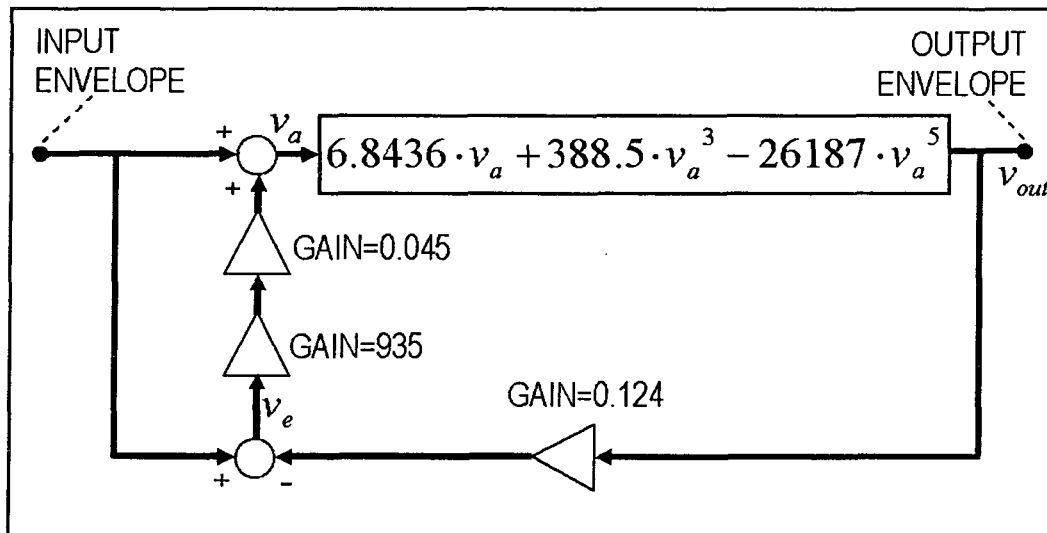 INPUT
ENVELOPE
OUTPUT
ENVELOPE
+
v_a
6.8436·v_a+388.5·v_a^3−26187·v_a^5
v_out
+
GAIN=0.045
GAIN=935
GAIN=0.124
v_e
+
-